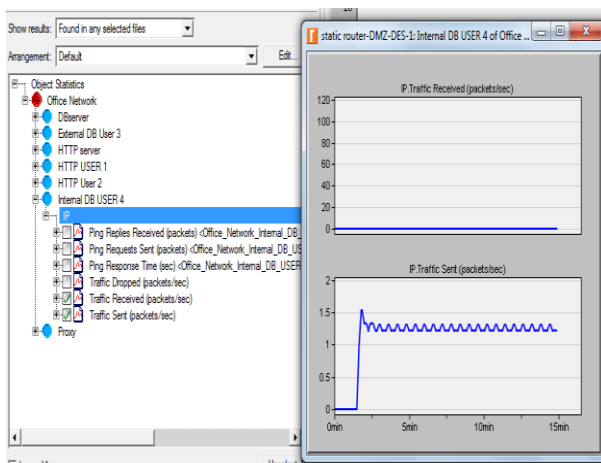 Show results: Found in any selected files
Arrangement: Default Edit...
Object Statistics
Office Network
DBserver
External DB User 3
HTTP server
HTTP USER 1
HTTP User 2
Internal DB USER 4
IP
Ping Replies Received (packets) <Office_Network_Internal_DB_
Ping Requests Sent (packets) <Office_Network_Internal_DB_US
Ping Response Time (sec) <Office_Network_Internal_DB_USER
Traffic Dropped (packets/sec)
Traffic Received (packets/sec)
Traffic Sent (packets/sec)
Proxy
static router-DMZ-DES-1: Internal DB USER 4 of Office ...
IP.Traffic Received (packets/sec)
120
100
80
60
40
20
0
IP.Traffic Sent (packets/sec)
2
1.5
1
0.5
0
0min 5min 10min 15min